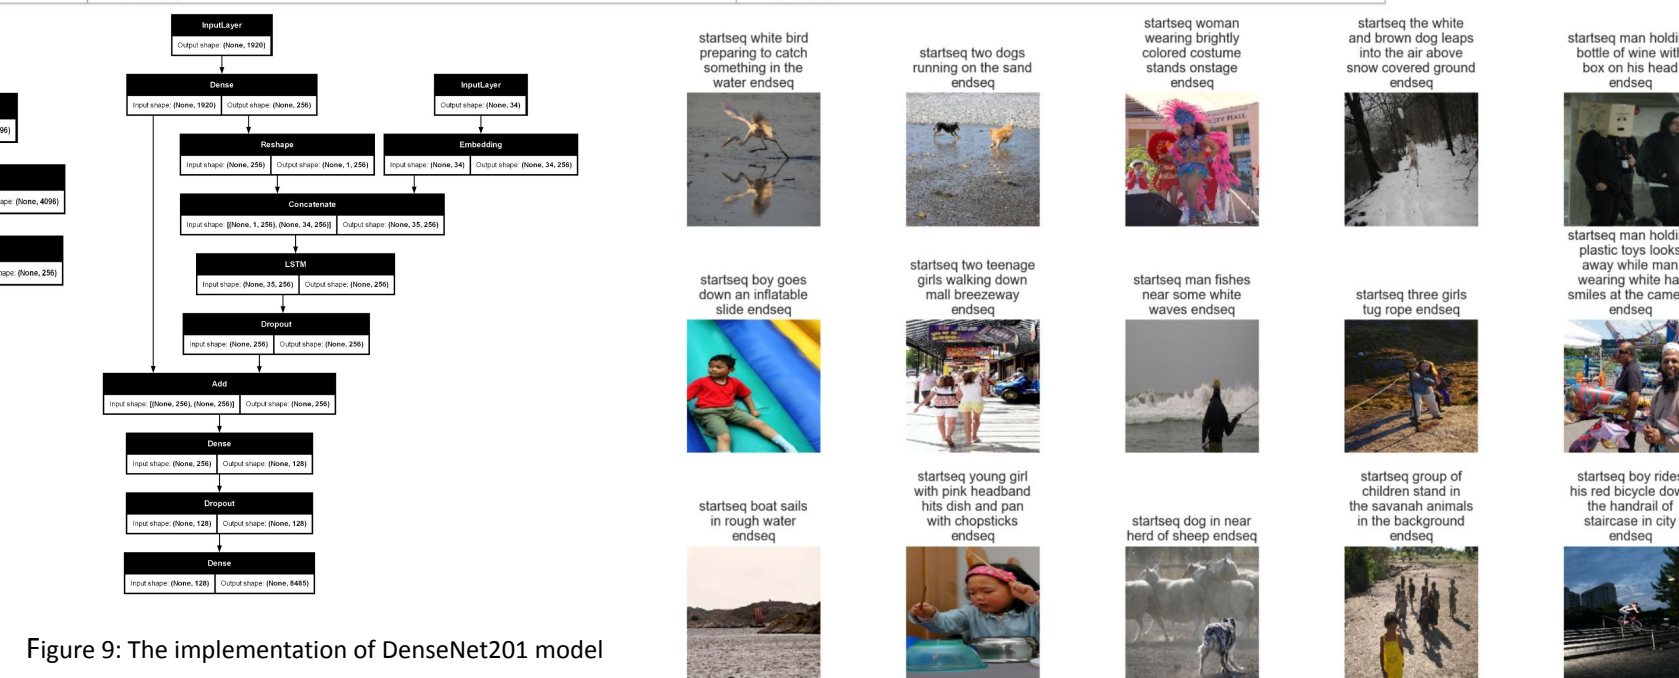 InputLayer
Output shape: (None, 1920)
Dense
Input shape: (None, 1920) Output shape: (None, 256)
InputLayer
Output shape: (None, 34)
Reshape
Input shape: (None, 256) Output shape: (None, 1, 256)
Embedding
Input shape: (None, 34) Output shape: (None, 34, 256)
Concatenate
Input shape: [(None, 1, 256), (None, 34, 256)] Output shape: (None, 35, 256)
LSTM
Input shape: (None, 35, 256) Output shape: (None, 256)
Dropout
Input shape: (None, 256) Output shape: (None, 256)
Add
Input shape: [(None, 256), (None, 256)] Output shape: (None, 256)
Dense
Input shape: (None, 256) Output shape: (None, 128)
Dropout
Input shape: (None, 128) Output shape: (None, 128)
Dense
Input shape: (None, 128) Output shape: (None, 8485)
96)
(None, 4096)
(None, 256)
Figure 9: The implementation of DenseNet201 model
startseq white bird
preparing to catch
something in the
water endseq
startseq two dogs
running on the sand
endseq
startseq woman
wearing brightly
colored costume
stands onstage
endseq
startseq the white
and brown dog leaps
into the air above
snow covered ground
endseq
startseq man
bottle of wine
box on his head
endseq
startseq boy goes
down an inflatable
slide endseq
startseq two teenage
girls walking down
mall breezeway
endseq
startseq man fishes
near some white
waves endseq
startseq three girls
tug rope endseq
startseq man
plastic toys looks
away while man
wearing white
smiles at the
endseq
startseq boat sails
in rough water
endseq
startseq young girl
with pink headband
hits dish and pan
with chopsticks
endseq
startseq dog in near
herd of sheep endseq
startseq group of
children stand in
the savanah animals
in the background
endseq
startseq boy rides
his red bicycle
the handrail of
staircase in city
endseq